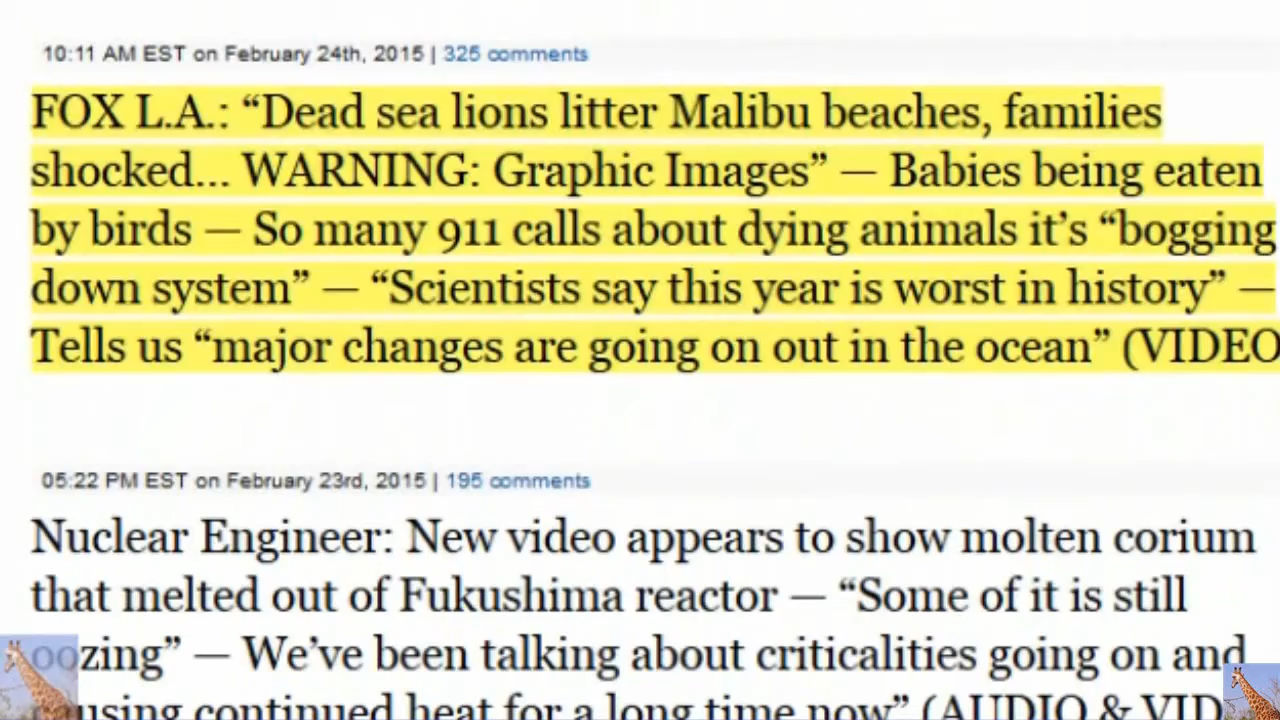 10:11 AM EST on February 24th, 2015 | 325 comments
FOX L.A.: “Dead sea lions litter Malibu beaches, families
shocked... WARNING: Graphic Images” — Babies being eaten
by birds — So many 911 calls about dying animals it’s “bogging
down system” — “Scientists say this year is worst in history” —
Tells us “major changes are going on out in the ocean” (VIDEO
05:22 PM EST on February 23rd, 2015 | 195 comments
Nuclear Engineer: New video appears to show molten corium
that melted out of Fukushima reactor — “Some of it is still
oozing” — We’ve been talking about criticalities going on and
using continued heat for a long time now” (AUDIO & VID